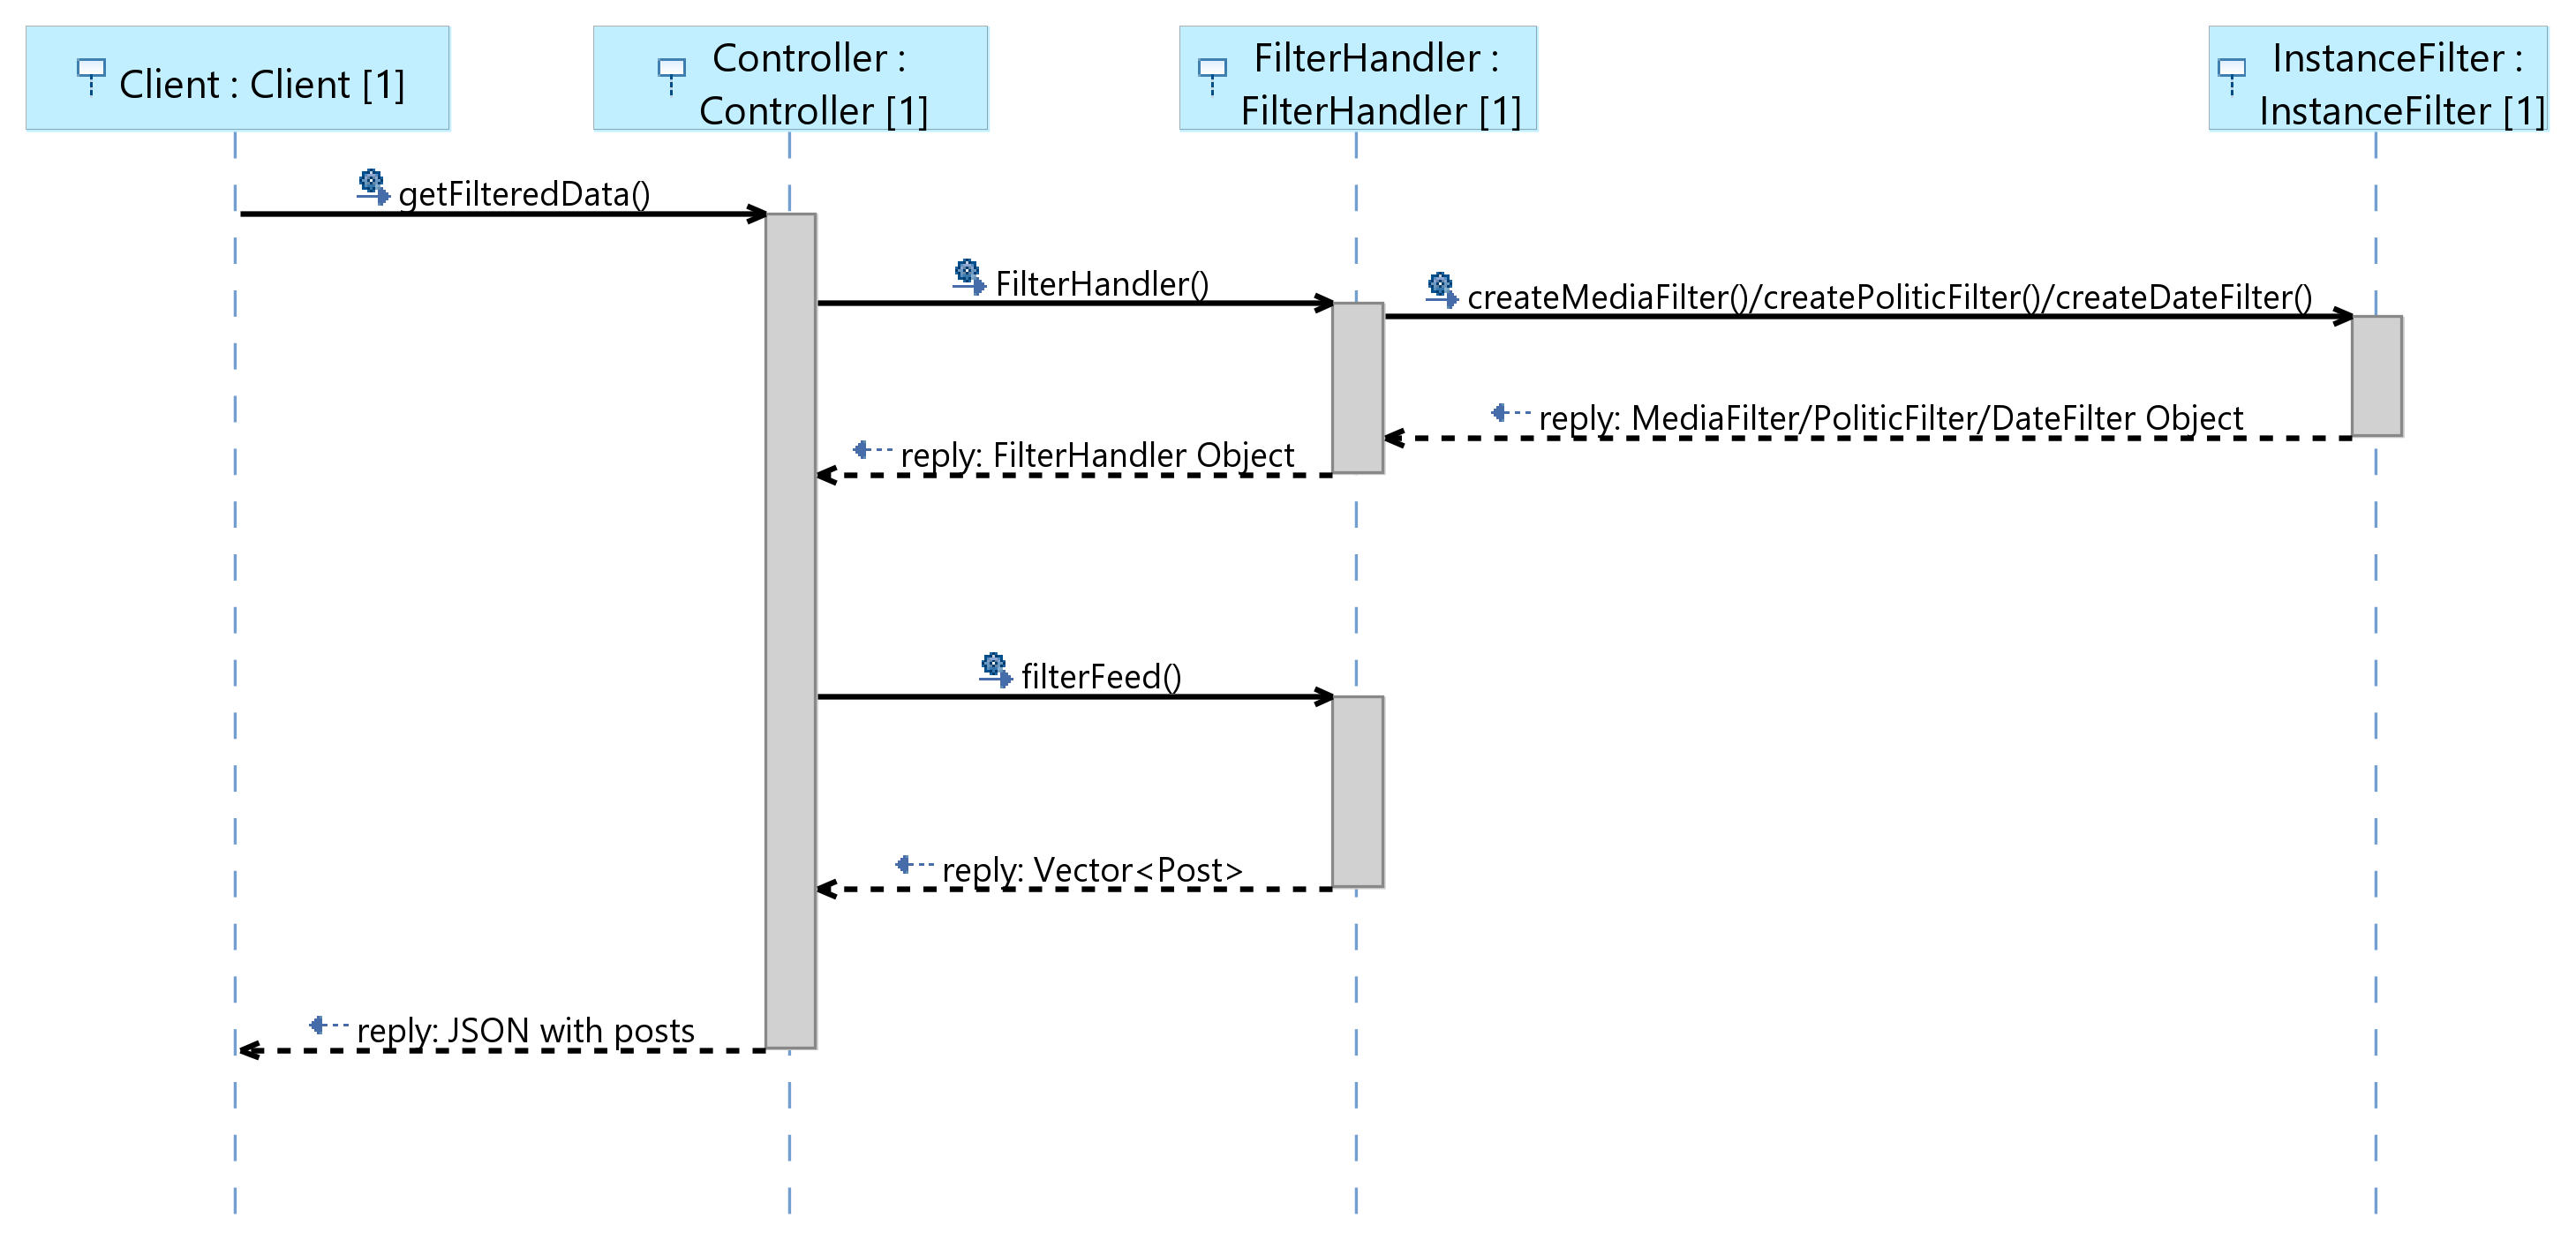 Client : Client [1]
Controller :
Controller [1]
FilterHandler :
FilterHandler [1]
InstanceFilter :
InstanceFilter [1]
getFilteredData()
FilterHandler()
createMediaFilter()/createPoliticFilter()/createDateFilter()
reply: MediaFilter/PoliticFilter/DateFilter Object
reply: FilterHandler Object
filterFeed()
reply: Vector<Post>
reply: JSON with posts